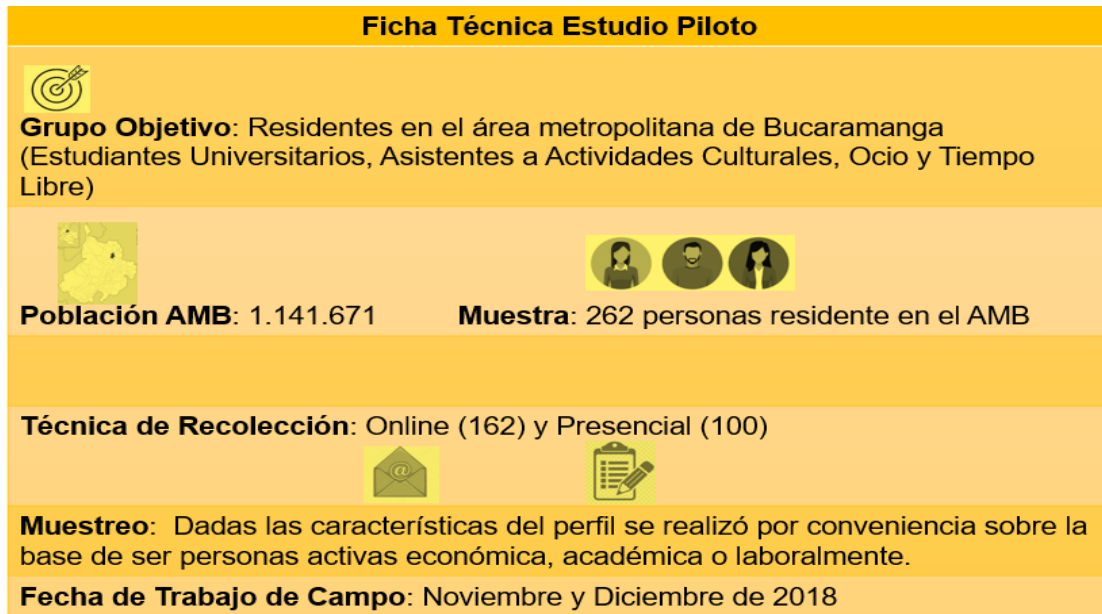 Ficha Técnica Estudio Piloto
Grupo Objetivo: Residentes en el área metropolitana de Bucaramanga
(Estudiantes Universitarios, Asistentes a Actividades Culturales, Ocio y Tiempo
Libre)
Población AMB: 1.141.671 Muestra: 262 personas residente en el AMB
Técnica de Recolección: Online (162) y Presencial (100)
@
Muestreo: Dadas las características del perfil se realizó por conveniencia sobre la
base de ser personas activas económica, académica o laboralmente.
Fecha de Trabajo de Campo: Noviembre y Diciembre de 2018